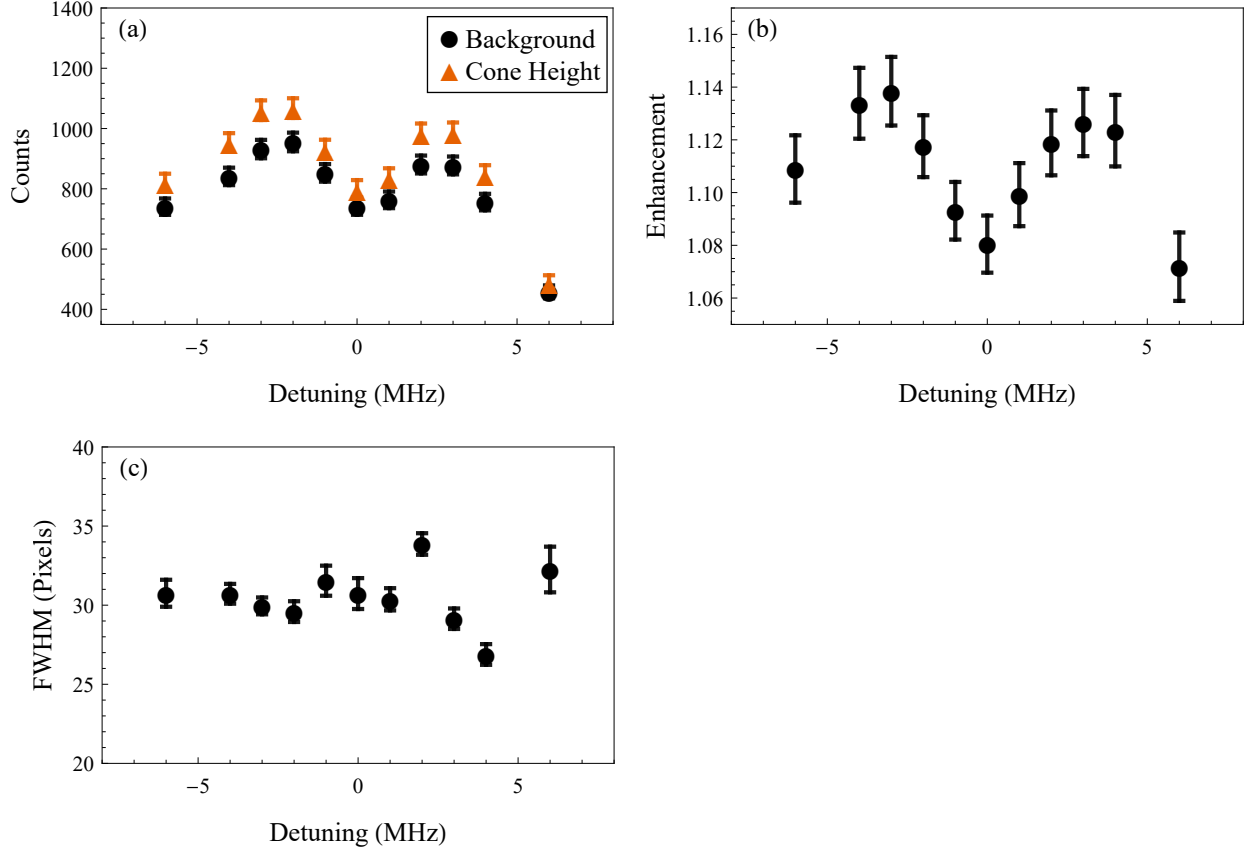 (a)
Background
Cone Height
1400
1200
1000
800
600
400
Counts
−5
0
5
Detuning (MHz)
(b)
1.16
1.14
1.12
1.10
1.08
1.06
Enhancement
−5
0
5
Detuning (MHz)
(c)
40
35
30
25
20
FWHM (Pixels)
−5
0
5
Detuning (MHz)